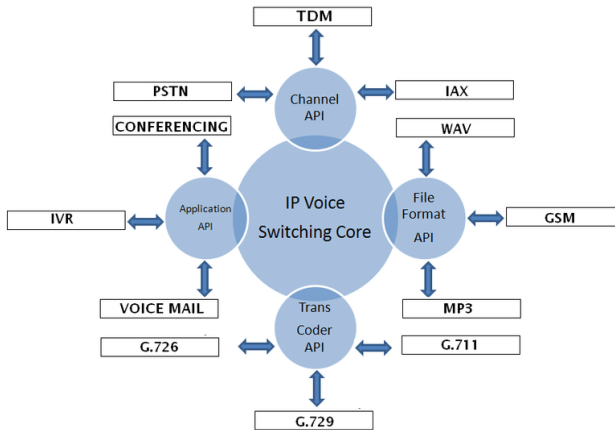 TDM
PSTN
Channel
API
IAX
CONFERENCING
WAV
IVR
Application
API
IP Voice
Switching Core
File
Format
API
GSM
VOICE MAIL
Trans
Coder
API
MP3
G.726
G.711
G.729